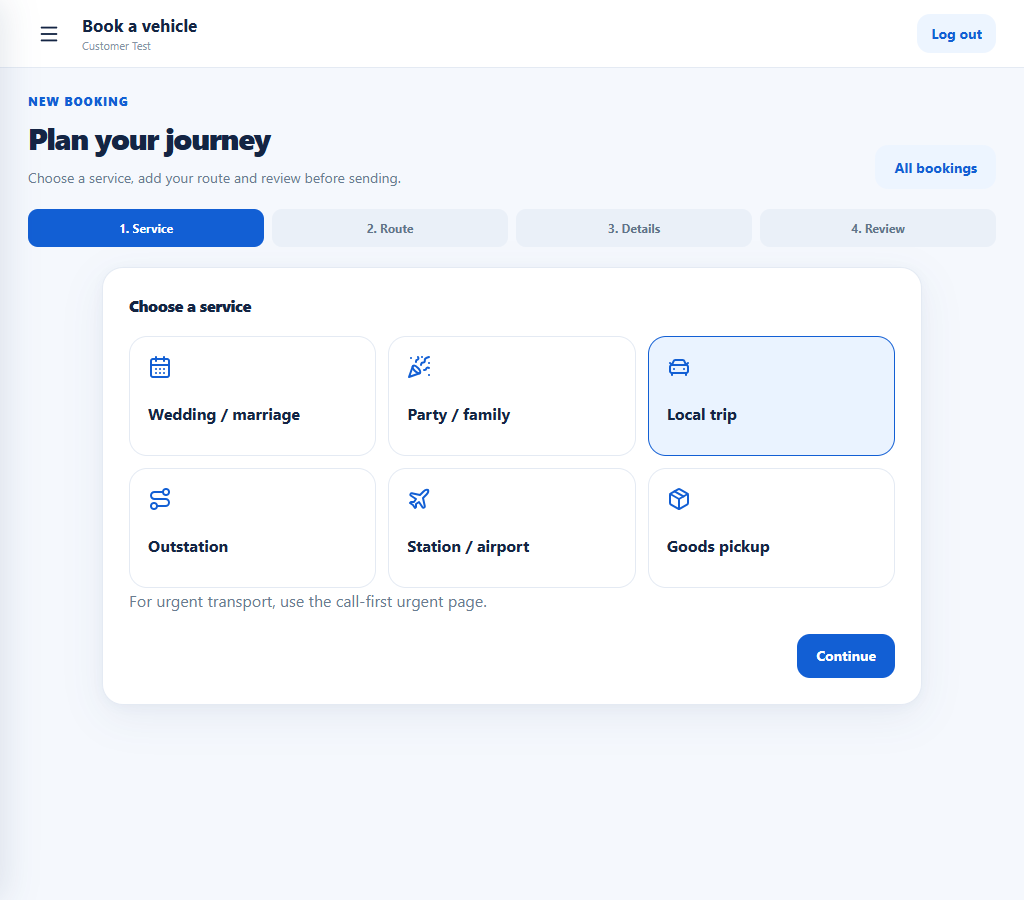 Book a vehicle
Customer Test
Log out
NEW BOOKING
Plan your journey
Choose a service, add your route and review before sending.
All bookings
1. Service
2. Route
3. Details
4. Review
Choose a service
Wedding / marriage
Party / family
Local trip
Outstation
Station / airport
Goods pickup
For urgent transport, use the call-first urgent page.
Continue